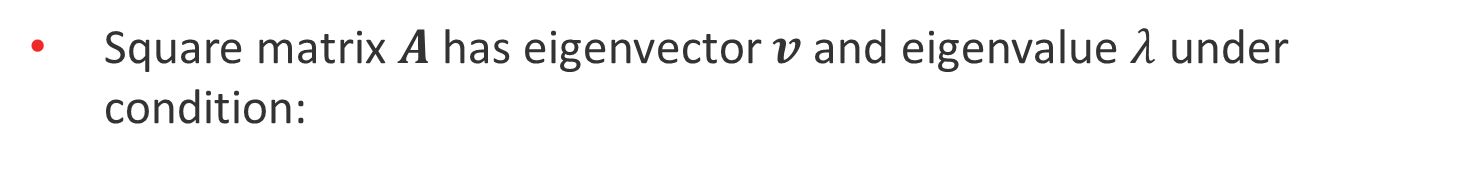 • Square matrix A has eigenvector v and eigenvalue λ under
condition: